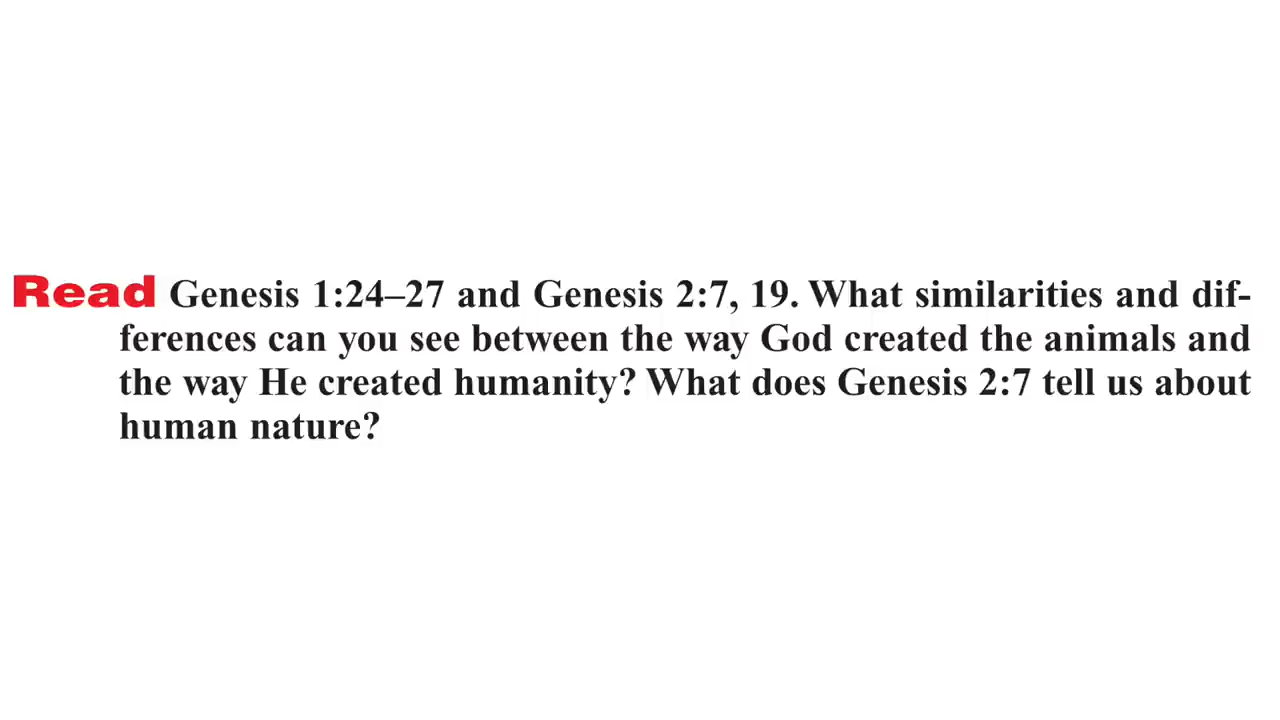 Read Genesis 1:24–27 and Genesis 2:7, 19. What similarities and dif-
ferences can you see between the way God created the animals and
the way He created humanity? What does Genesis 2:7 tell us about
human nature?